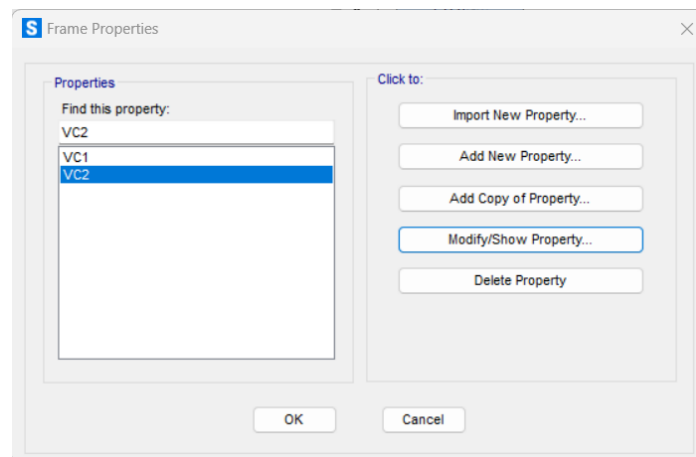 S Frame Properties
Properties
Find this property:
VC2
VC1
VC2
Click to:
Import New Property...
Add New Property...
Add Copy of Property...
Modify/Show Property...
Delete Property
OK
Cancel